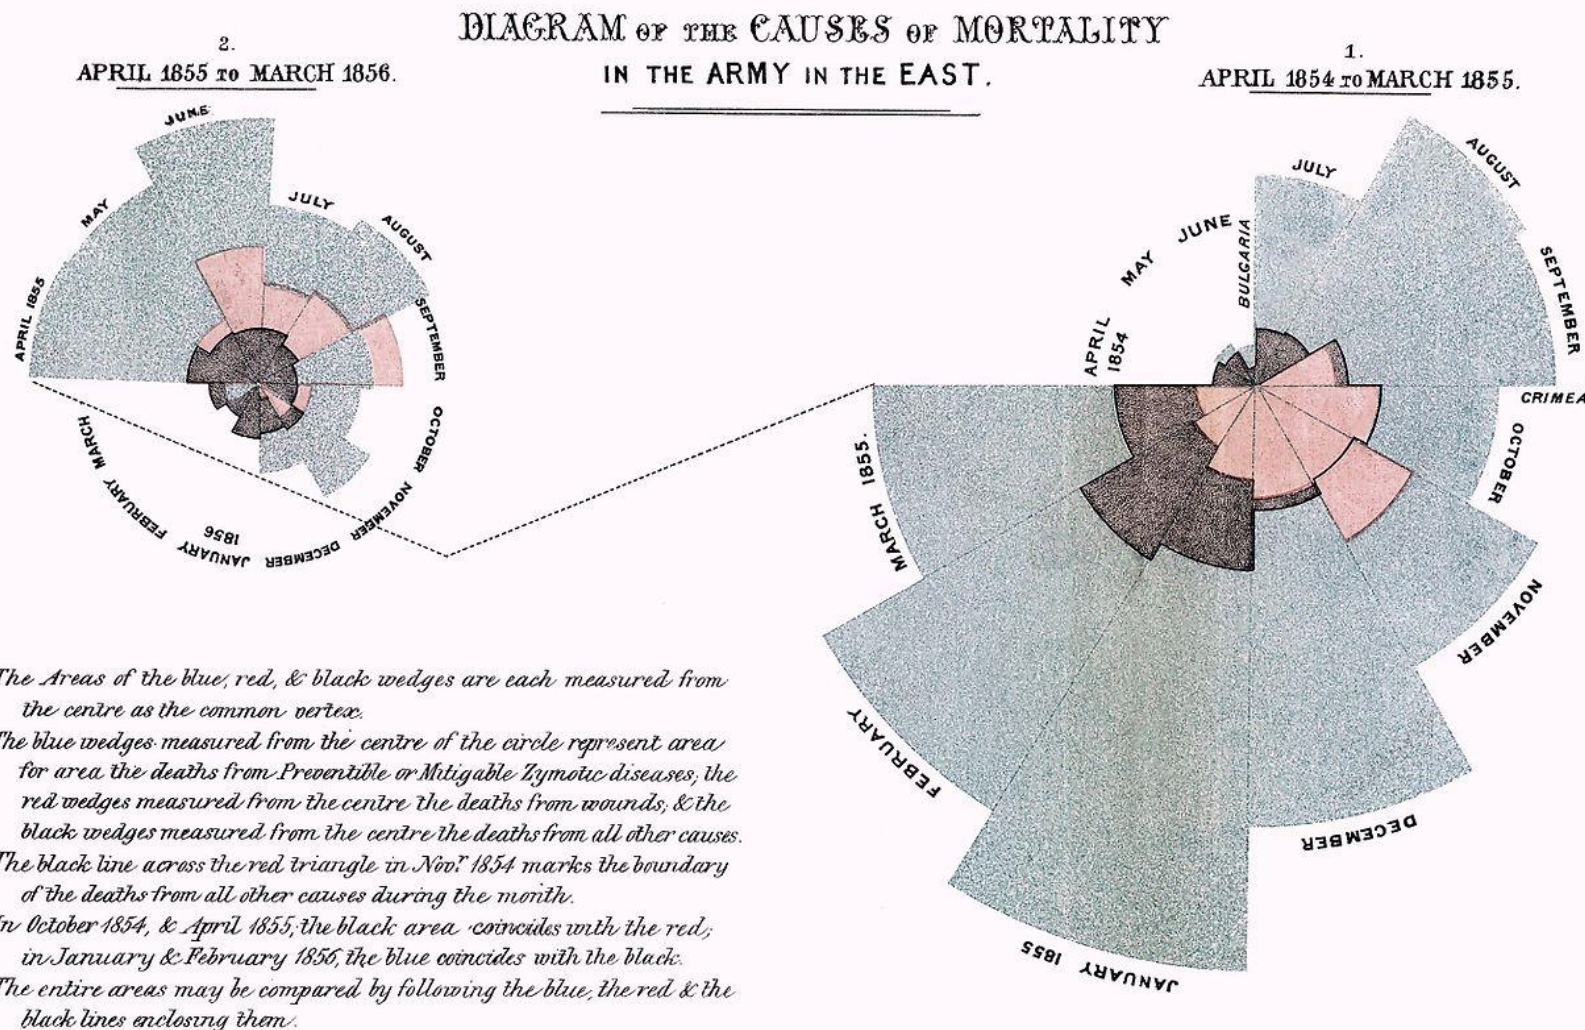 DIAGRAM OF THE CAUSES OF MORTALITY
IN THE ARMY IN THE EAST.
2.
APRIL 1855 TO MARCH 1856.
1.
APRIL 1854 TO MARCH 1855.
JUNE
JULY
AUGUST
SEPTEMBER
OCTOBER
NOVEMBER
DECEMBER
JANUARY
1856
FEBRUARY
MARCH
APRIL 1855
MAY
APRIL
1854
MAY
JUNE
BULGARIA
JULY
AUGUST
SEPTEMBER
CRIMEA
OCTOBER
NOVEMBER
DECEMBER
JANUARY 1855
FEBRUARY
MARCH 1855.
The Areas of the blue, red, & black wedges are each measured from
the centre as the common vertex.
The blue wedges measured from the centre of the circle represent area
for area the deaths from Preventible or Mitigable Zymotic diseases; the
red wedges measured from the centre the deaths from wounds; & the
black wedges measured from the centre the deaths from all other causes.
The black line across the red triangle in Novr. 1854 marks the boundary
of the deaths from all other causes during the month.
In October 1854, & April 1855, the black area coincides with the red;
in January & February 1856, the blue coincides with the black.
The entire areas may be compared by following the blue, the red & the
black lines enclosing them.